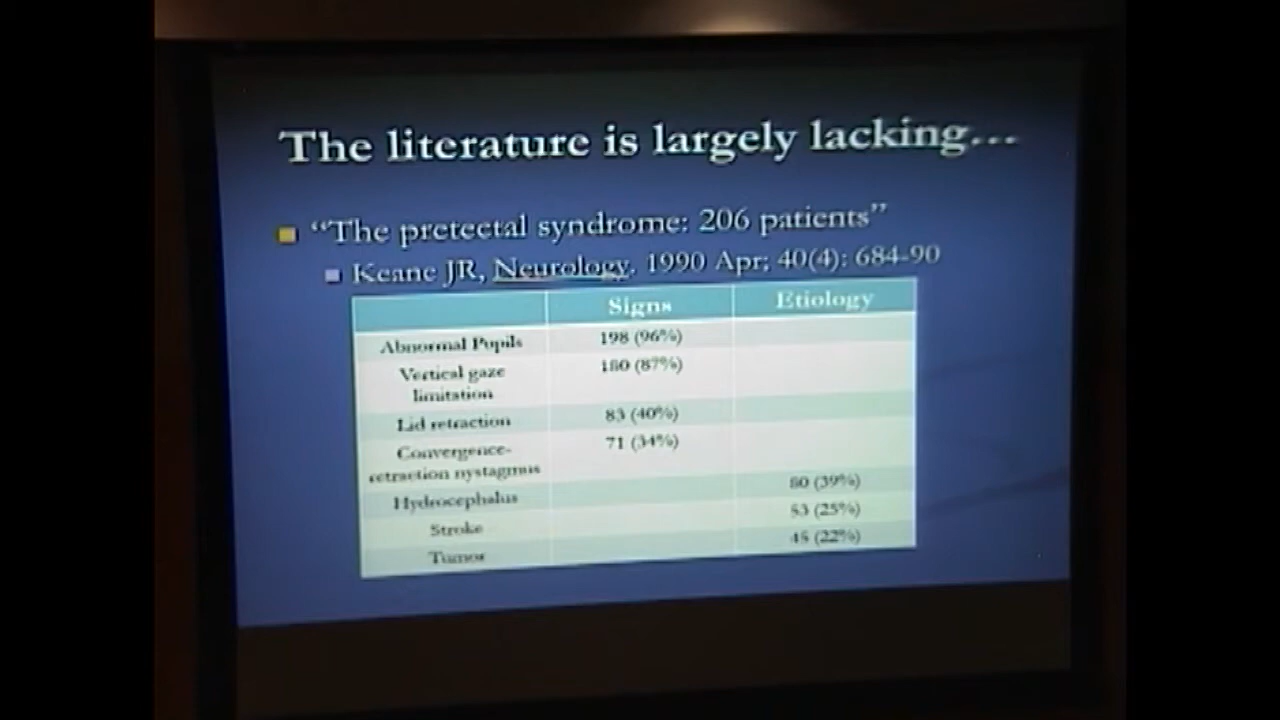 The literature is largely lacking...
“The pretectal syndrome: 206 patients”
Keane JR, Neurology. 1990 Apr; 40(4): 684-90
Signs Etiology
Abnormal Pupils 198 (96%)
Vertical gaze limitation 180 (87%)
Lid retraction 83 (40%)
Convergence-retraction nystagmus 71 (34%)
Hydrocephalus 80 (39%)
Stroke 53 (25%)
Tumor 45 (22%)